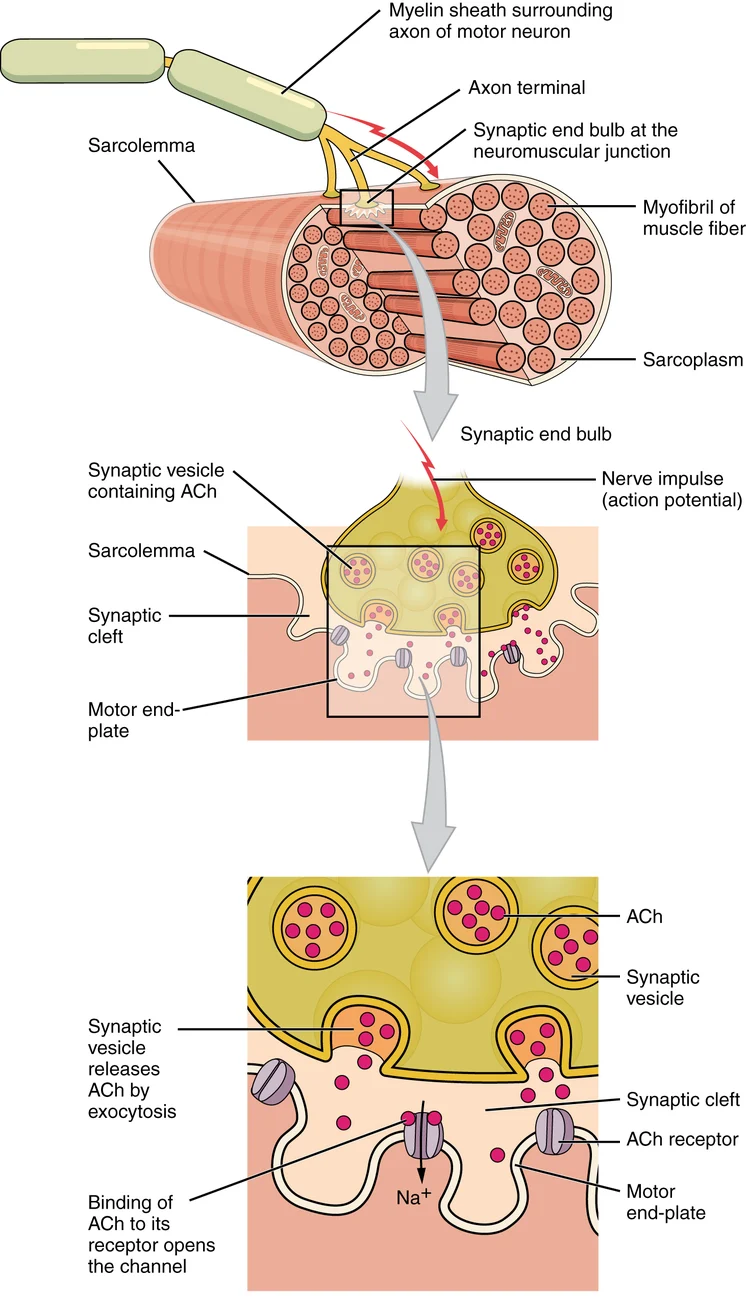 Myelin sheath surrounding
axon of motor neuron
Axon terminal
Synaptic end bulb at the
neuromuscular junction
Sarcolemma
Myofibril of
muscle fiber
Sarcoplasm
Synaptic end bulb
Synaptic vesicle
containing ACh
Nerve impulse
(action potential)
Sarcolemma
Synaptic
cleft
Motor end-
plate
ACh
Synaptic
vesicle
Synaptic
vesicle
releases
ACh by
exocytosis
Synaptic cleft
ACh receptor
Na⁺
Motor
end-plate
Binding of
ACh to its
receptor opens
the channel